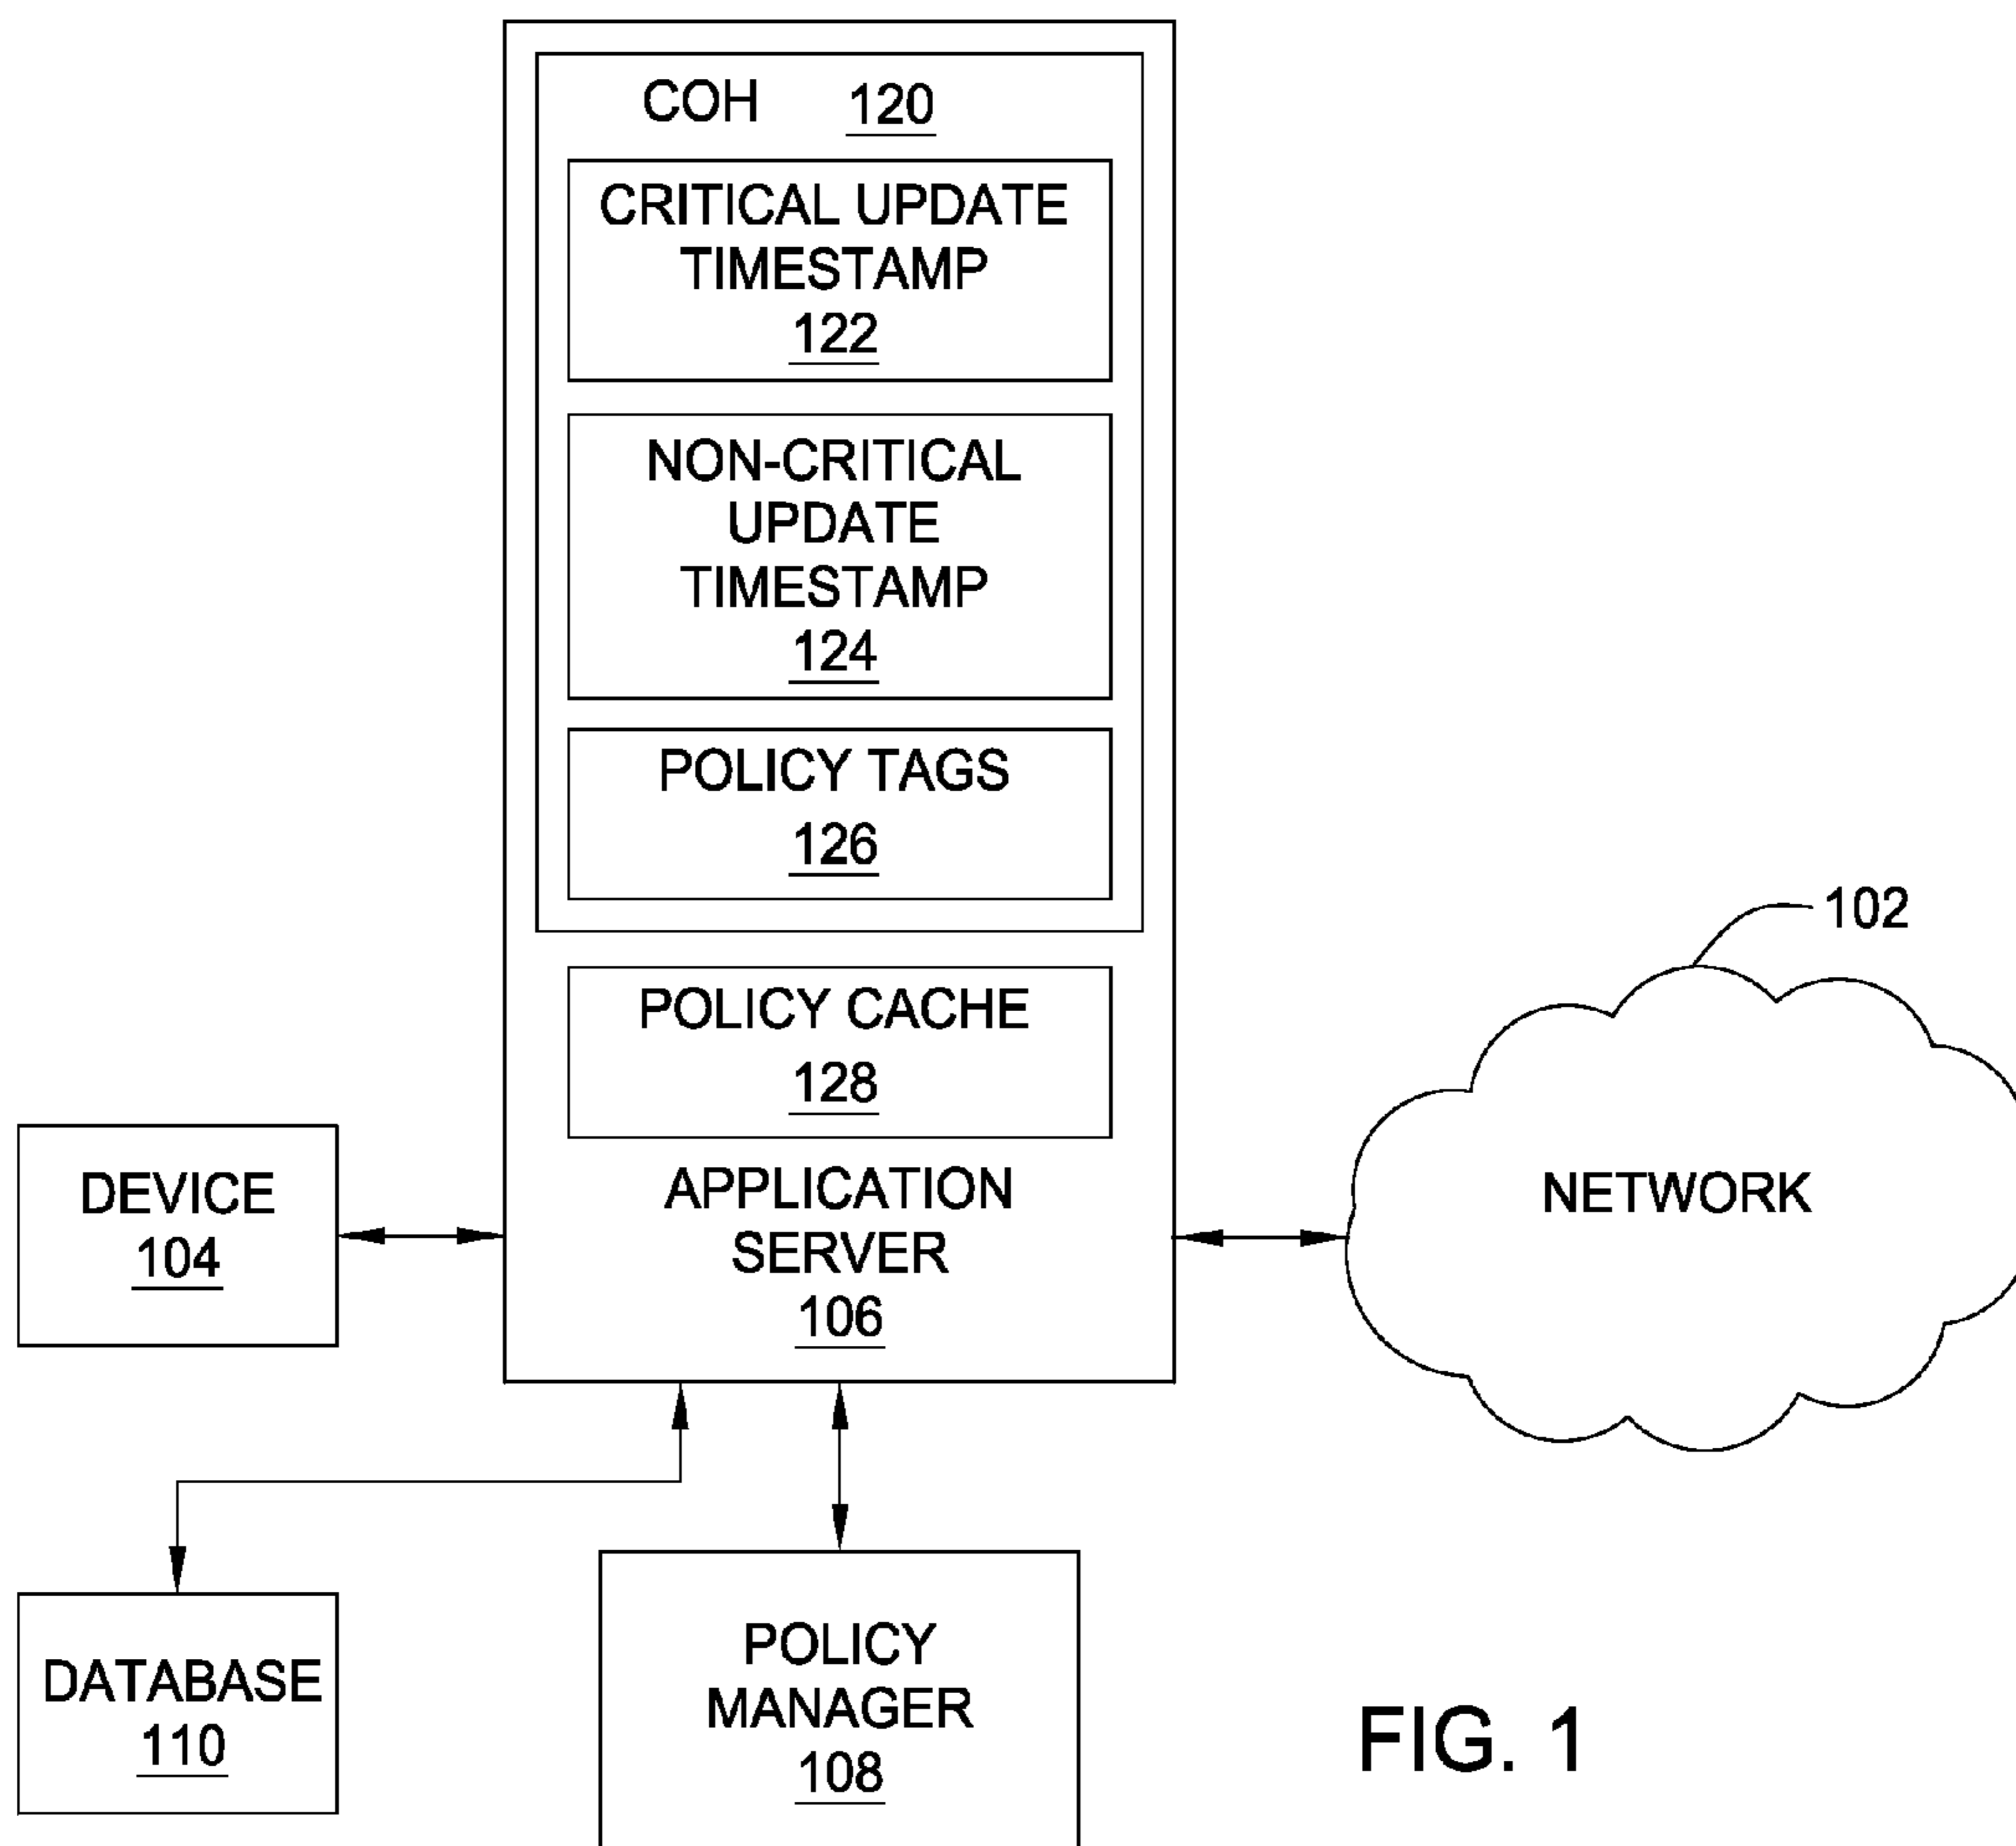 COH 120
CRITICAL UPDATE
TIMESTAMP
122
NON-CRITICAL
UPDATE
TIMESTAMP
124
POLICY TAGS
126
POLICY CACHE
128
APPLICATION
SERVER
106
DEVICE
104
102
NETWORK
DATABASE
110
POLICY
MANAGER
108
FIG. 1